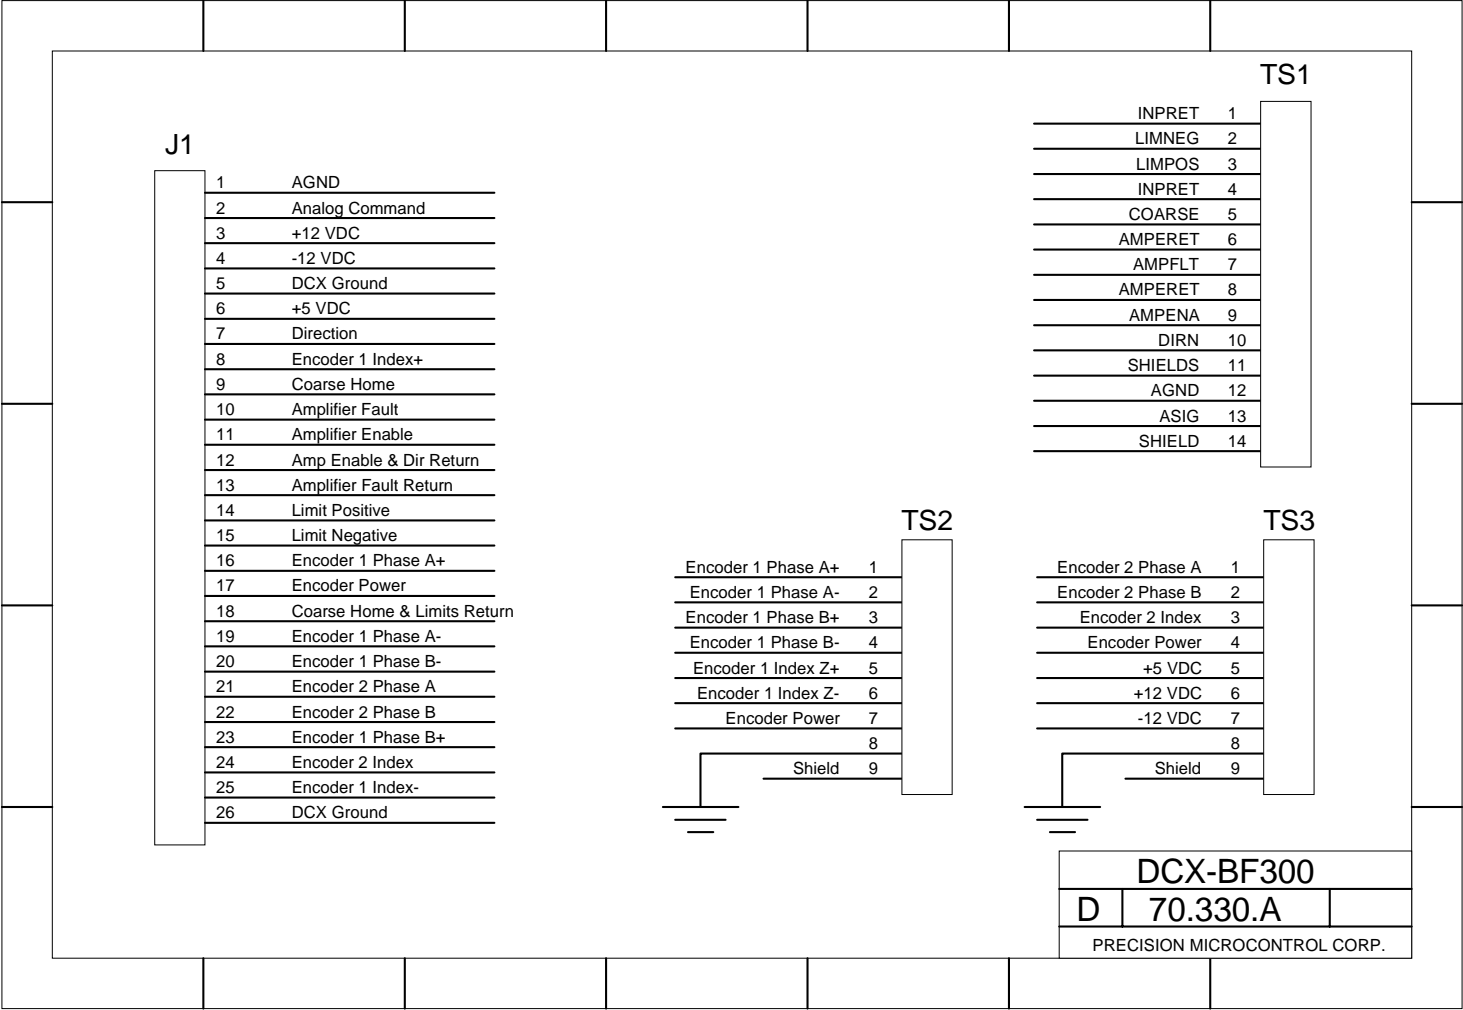 J1
1 AGND
2 Analog Command
3 +12 VDC
4 -12 VDC
5 DCX Ground
6 +5 VDC
7 Direction
8 Encoder 1 Index+
9 Coarse Home
10 Amplifier Fault
11 Amplifier Enable
12 Amp Enable & Dir Return
13 Amplifier Fault Return
14 Limit Positive
15 Limit Negative
16 Encoder 1 Phase A+
17 Encoder Power
18 Coarse Home & Limits Return
19 Encoder 1 Phase A-
20 Encoder 1 Phase B-
21 Encoder 2 Phase A
22 Encoder 2 Phase B
23 Encoder 1 Phase B+
24 Encoder 2 Index
25 Encoder 1 Index-
26 DCX Ground
TS1
INPRET 1
LIMNEG 2
LIMPOS 3
INPRET 4
COARSE 5
AMPERET 6
AMPFLT 7
AMPERET 8
AMPENA 9
DIRN 10
SHIELDS 11
AGND 12
ASIG 13
SHIELD 14
TS2
Encoder 1 Phase A+ 1
Encoder 1 Phase A- 2
Encoder 1 Phase B+ 3
Encoder 1 Phase B- 4
Encoder 1 Index Z+ 5
Encoder 1 Index Z- 6
Encoder Power 7
8
Shield 9
TS3
Encoder 2 Phase A 1
Encoder 2 Phase B 2
Encoder 2 Index 3
Encoder Power 4
+5 VDC 5
+12 VDC 6
-12 VDC 7
8
Shield 9
DCX-BF300
D 70.330.A
PRECISION MICROCONTROL CORP.